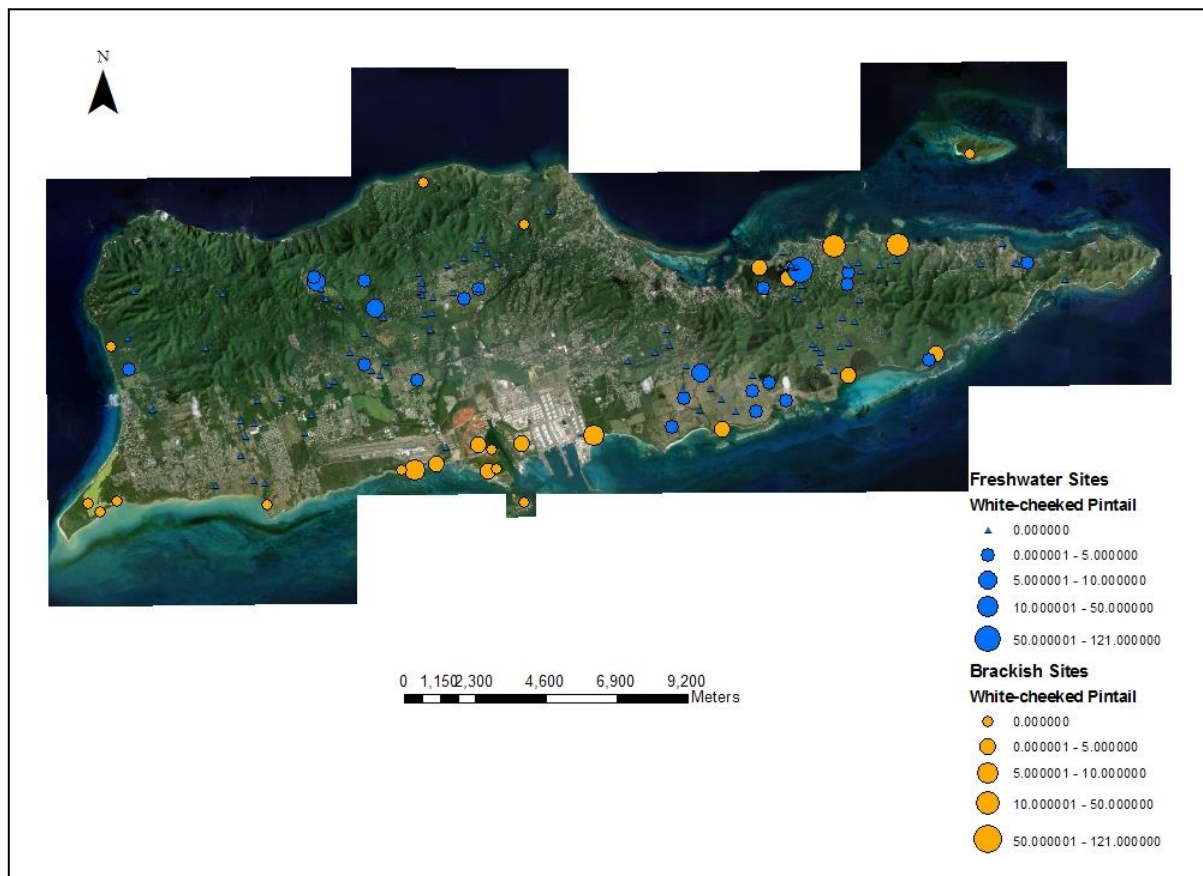 N
Freshwater Sites
White-cheeked Pintail
0.000000
0.000001 - 5.000000
5.000001 - 10.000000
10.000001 - 50.000000
50.000001 - 121.000000
Brackish Sites
White-cheeked Pintail
0.000000
0.000001 - 5.000000
5.000001 - 10.000000
10.000001 - 50.000000
50.000001 - 121.000000
0 1,150 2,300 4,600 6,900 9,200
Meters